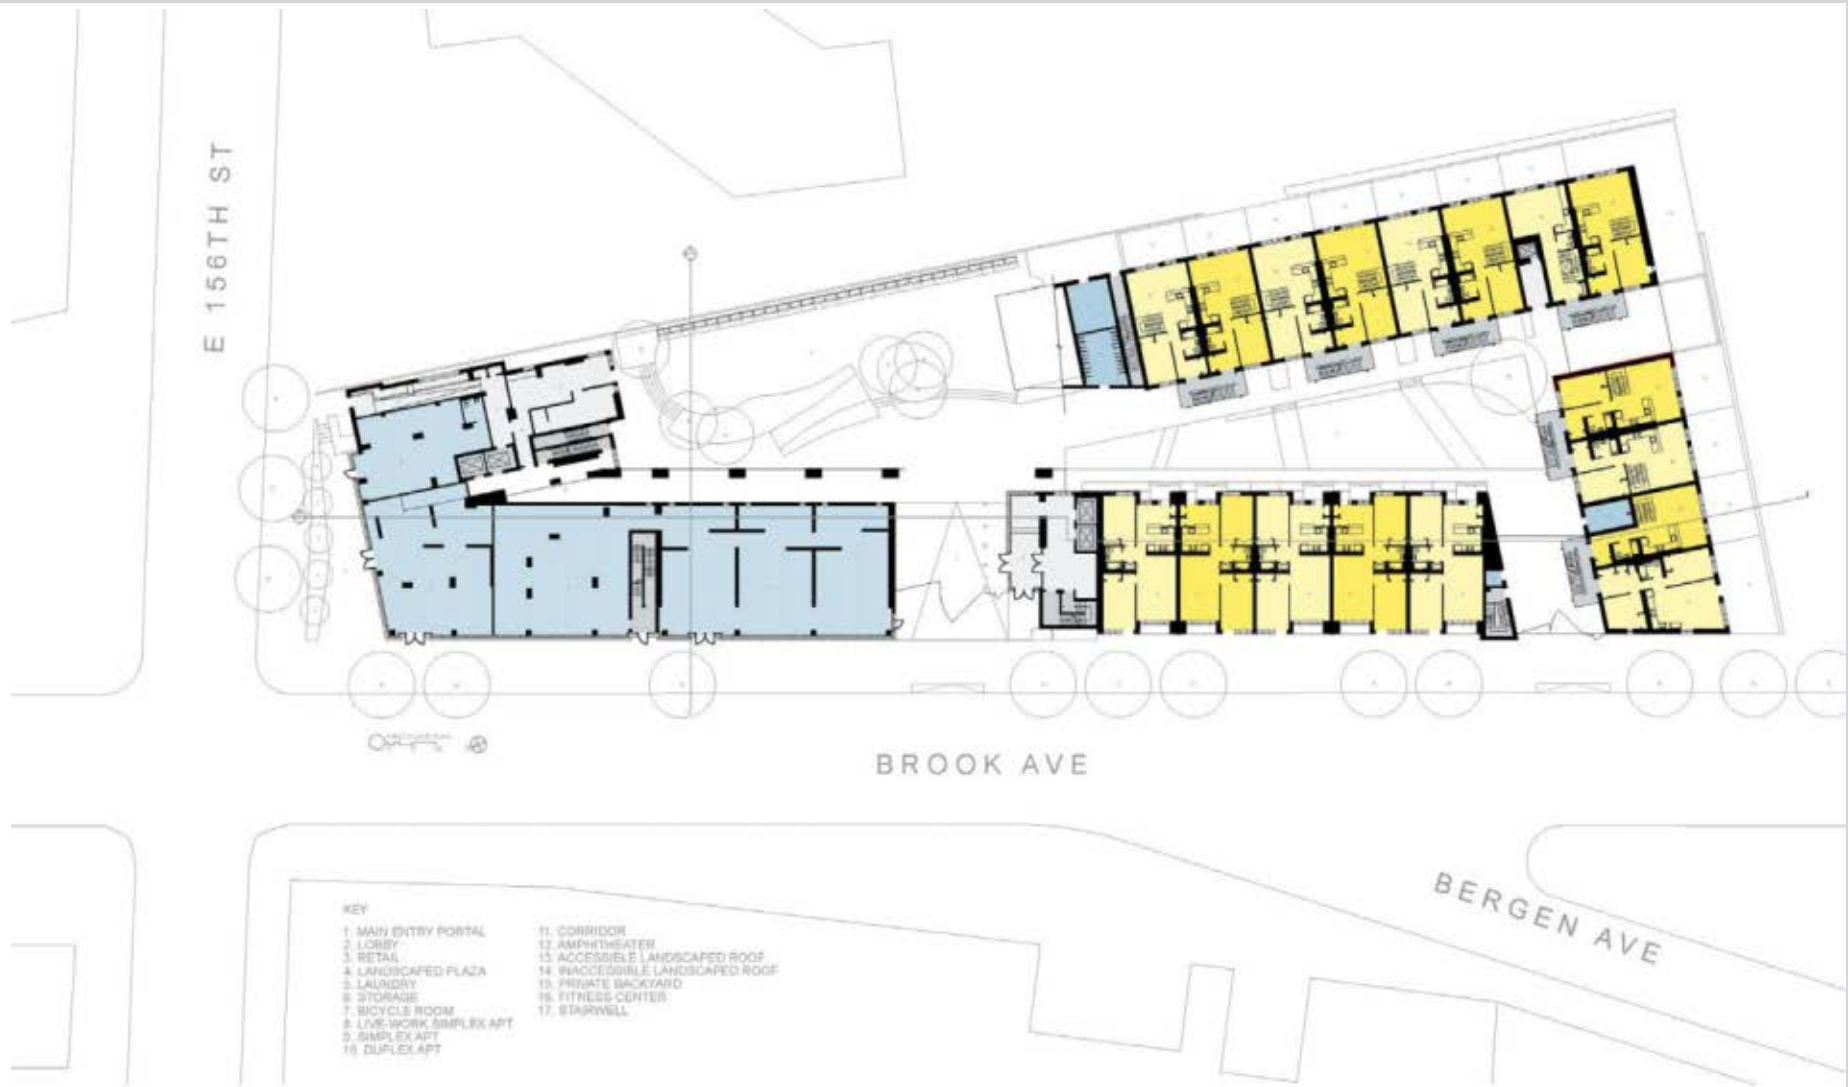 E 156TH ST
BROOK AVE
BERGEN AVE
KEY
1. MAIN ENTRY PORTAL
2. LOBBY
3. RETAIL
4. LANDSCAPED PLAZA
5. LAUNDRY
6. STORAGE
7. BICYCLE ROOM
8. LIVE-WORK SIMPLEX APT
9. SIMPLEX APT
10. DUPLEX APT
11. CORRIDOR
12. AMPHITHEATER
13. ACCESSIBLE LANDSCAPED ROOF
14. INACCESSIBLE LANDSCAPED ROOF
15. PRIVATE BACKYARD
16. FITNESS CENTER
17. STAIRWELL